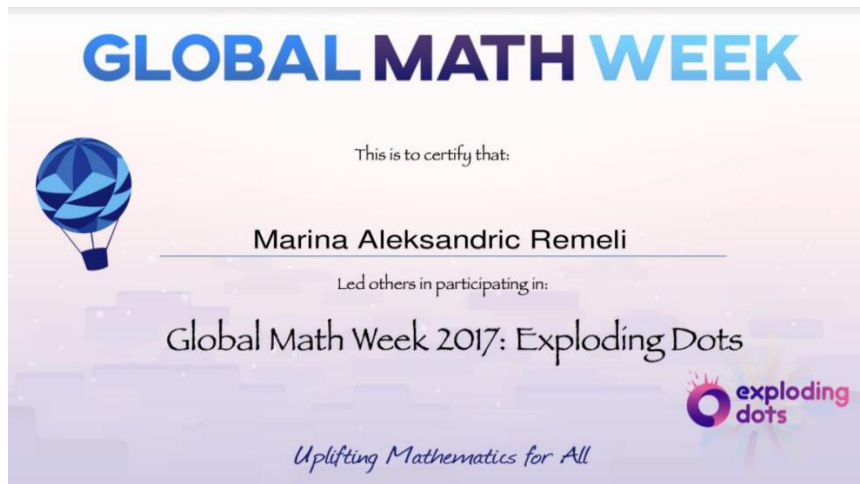 GLOBAL MATH WEEK
This is to certify that:
Marina Aleksandric Remeli
Led others in participating in:
Global Math Week 2017: Exploding Dots
exploding
dots
Uplifting Mathematics for All